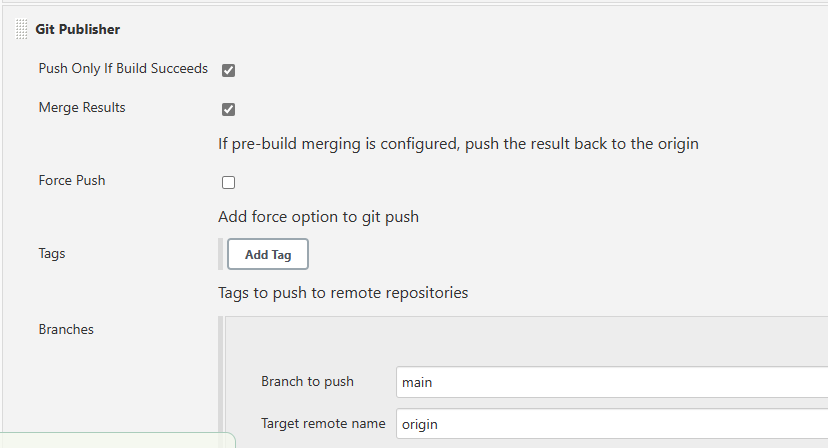 Git Publisher
Push Only If Build Succeeds
Merge Results
If pre-build merging is configured, push the result back to the origin
Force Push
Add force option to git push
Tags
Add Tag
Tags to push to remote repositories
Branches
Branch to push
main
Target remote name
origin